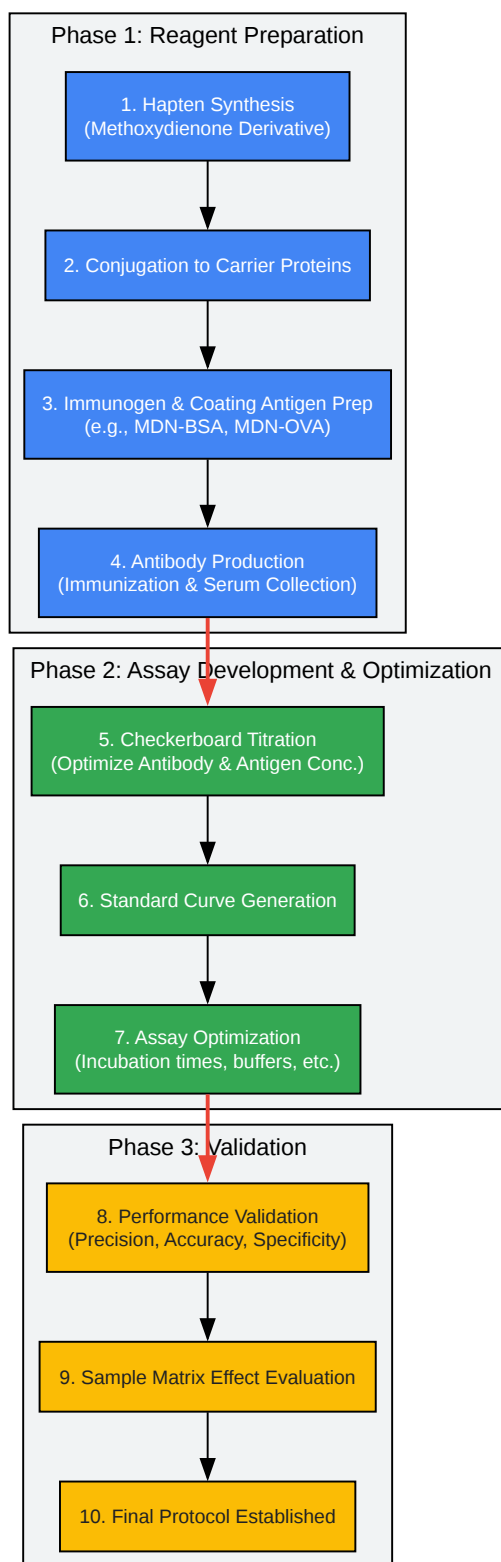 Phase 1: Reagent Preparation
1. Hapten Synthesis
(Methoxydienone Derivative)
2. Conjugation to Carrier Proteins
3. Immunogen & Coating Antigen Prep
(e.g., MDN-BSA, MDN-OVA)
4. Antibody Production
(Immunization & Serum Collection)
Phase 2: Assay Development & Optimization
5. Checkerboard Titration
(Optimize Antibody & Antigen Conc.)
6. Standard Curve Generation
7. Assay Optimization
(Incubation times, buffers, etc.)
Phase 3: Validation
8. Performance Validation
(Precision, Accuracy, Specificity)
9. Sample Matrix Effect Evaluation
10. Final Protocol Established